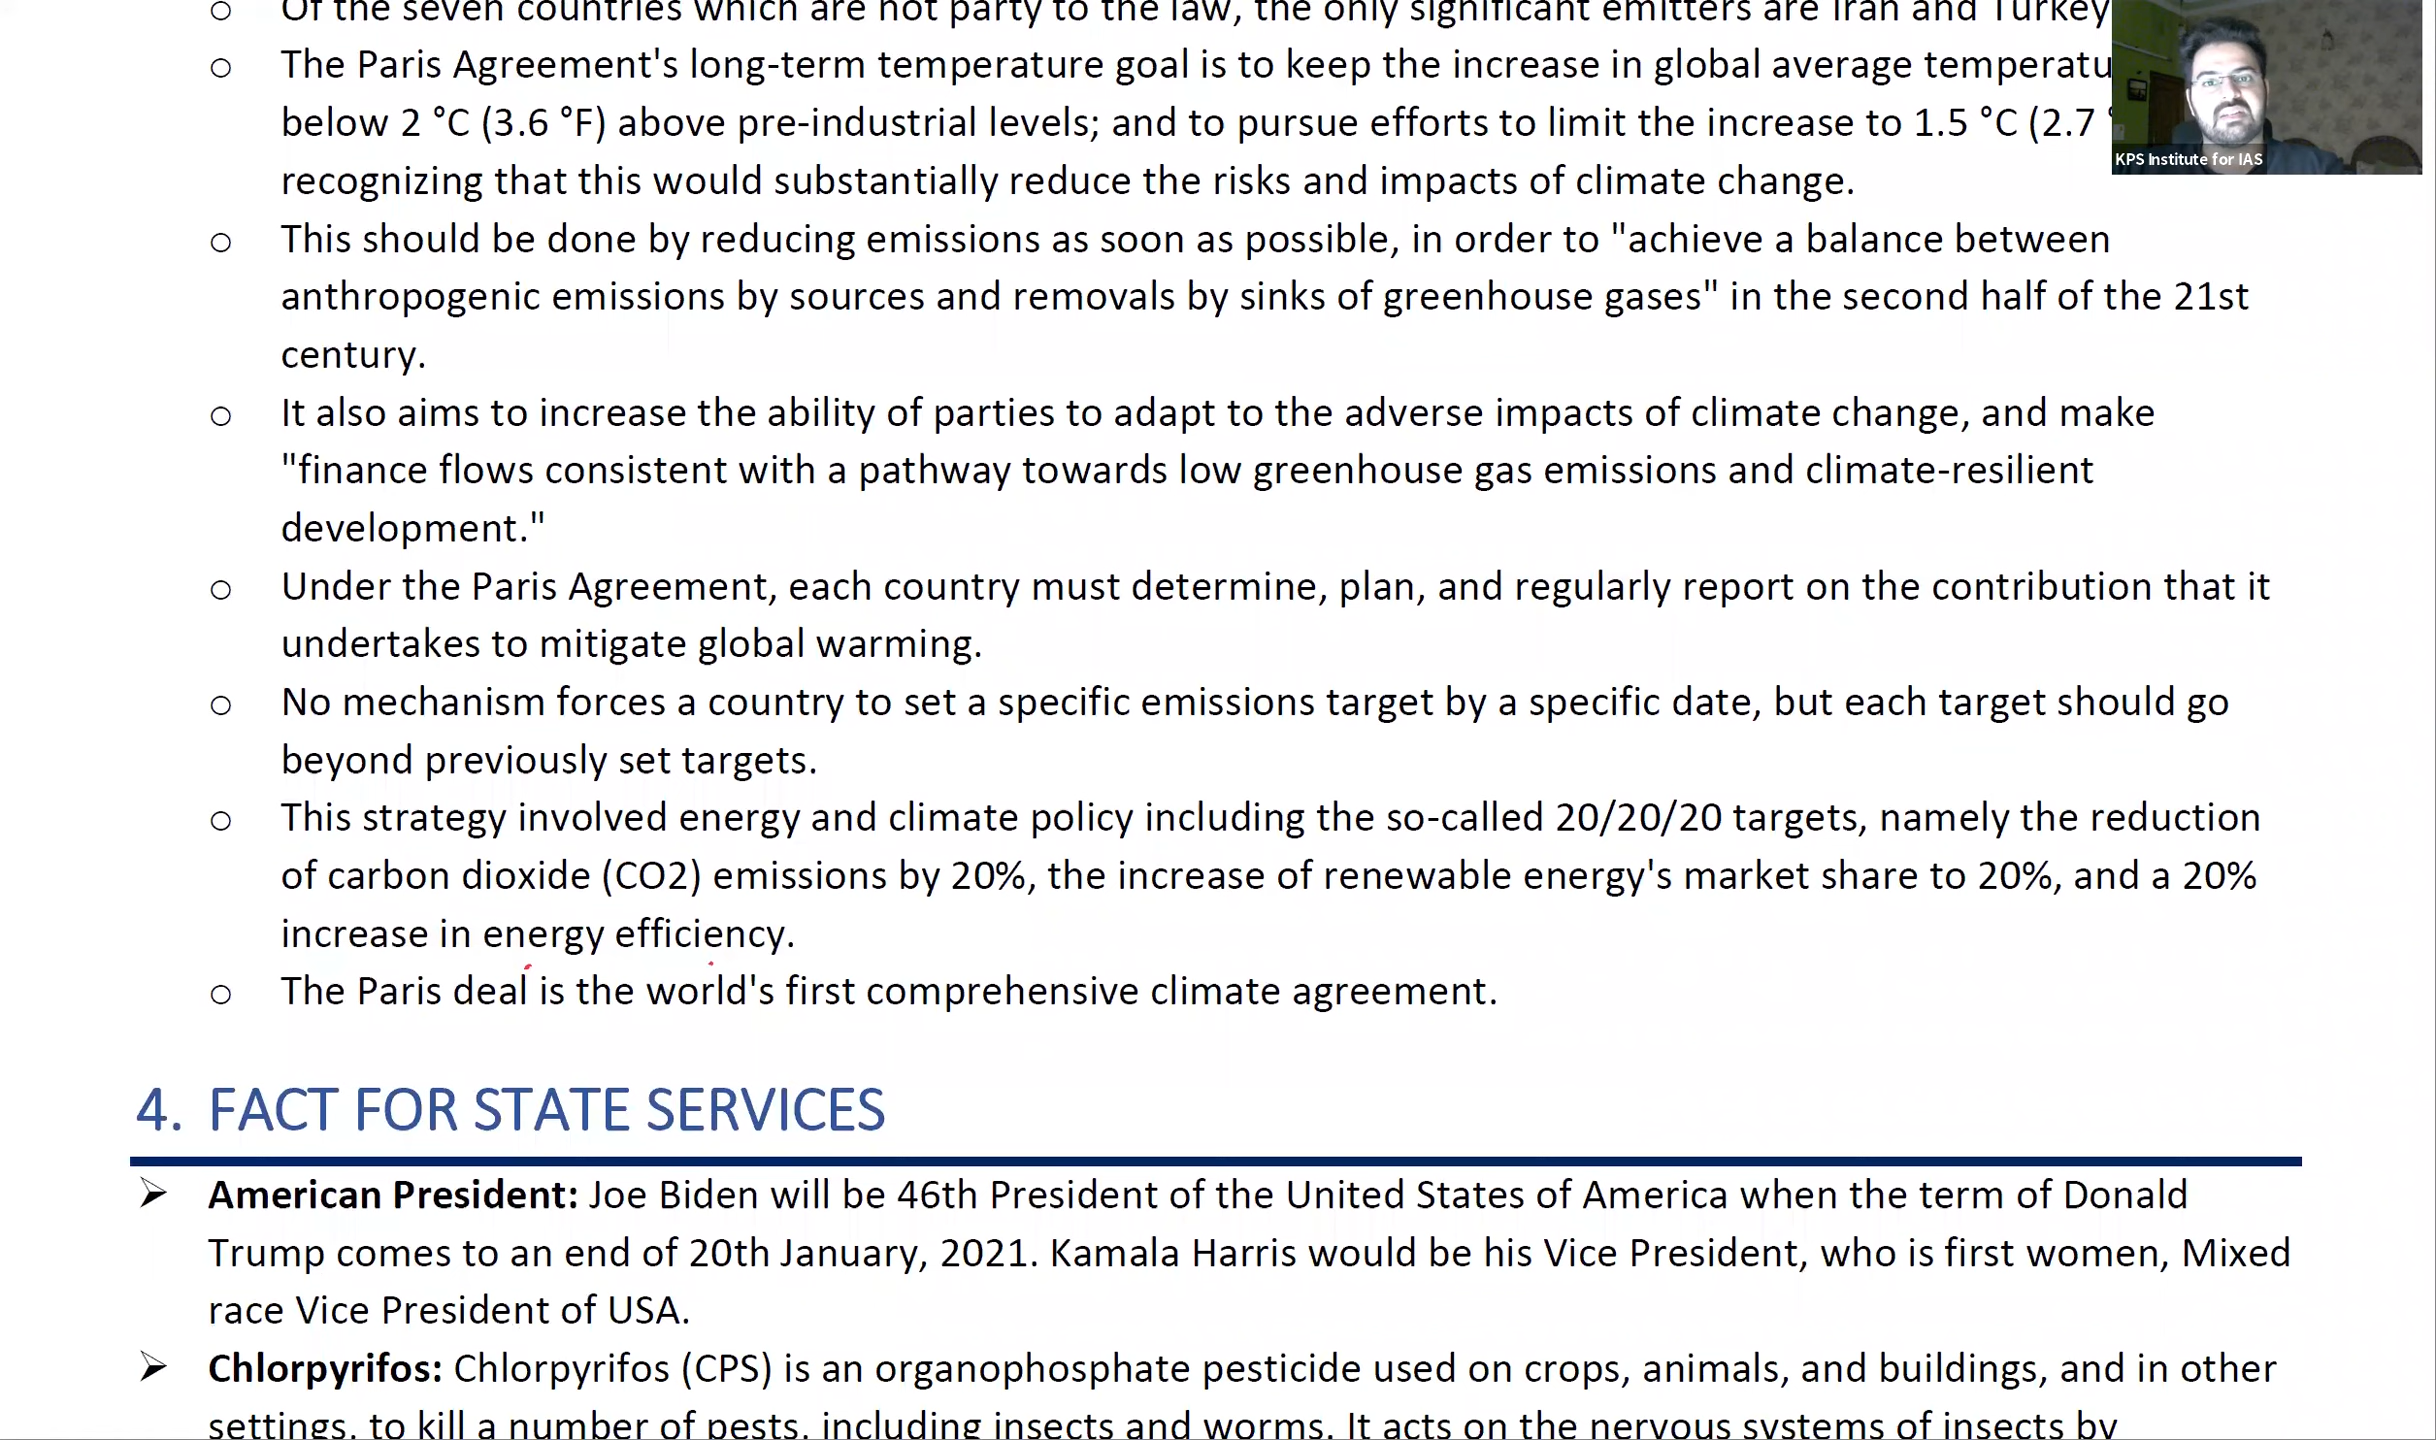 Of the seven countries which are not party to the law, the only significant emitters are Iran and Turkey
The Paris Agreement's long-term temperature goal is to keep the increase in global average
below 2 °C (3.6 °F) above pre-industrial levels; and to pursue efforts to limit the increase to 1.5 °C (2.7
KPS Institute for IAS
recognizing that this would substantially reduce the risks and impacts of climate change.
This should be done by reducing emissions as soon as possible, in order to "achieve a balance between
anthropogenic emissions by sources and removals by sinks of greenhouse gases" in the second half of the 21st
century.
It also aims to increase the ability of parties to adapt to the adverse impacts of climate change, and make
"finance flows consistent with a pathway towards low greenhouse gas emissions and climate-resilient
development."
Under the Paris Agreement, each country must determine, plan, and regularly report on the contribution that it
undertakes to mitigate global warming.
No mechanism forces a country to set a specific emissions target by a specific date, but each target should go
beyond previously set targets.
This strategy involved energy and climate policy including the so-called 20/20/20 targets, namely the reduction
of carbon dioxide (CO2) emissions by 20%, the increase of renewable energy's market share to 20%, and a 20%
increase in energy efficiency.
The Paris deal is the world's first comprehensive climate agreement.
4. FACT FOR STATE SERVICES
American President: Joe Biden will be 46th President of the United States of America when the term of Donald
Trump comes to an end of 20th January, 2021. Kamala Harris would be his Vice President, who is first women, Mixed
race Vice President of USA.
Chlorpyrifos: Chlorpyrifos (CPS) is an organophosphate pesticide used on crops, animals, and buildings, and in other
settings, to kill a number of pests, including insects and worms. It acts on the nervous systems of insects by